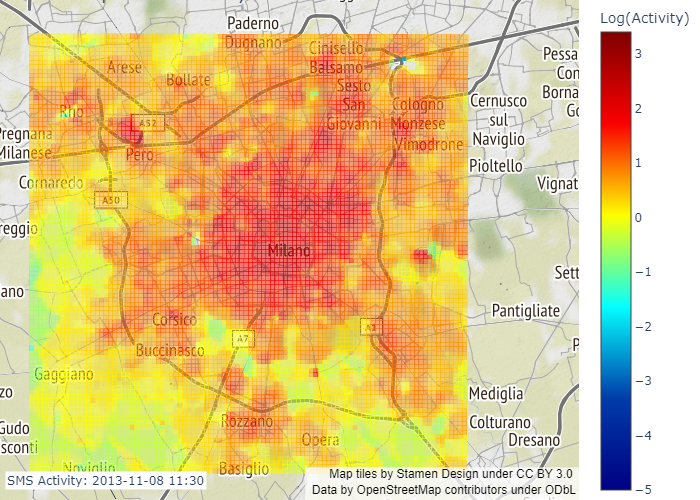 Log(Activity)
Paderno
Dugnano
Cinisello
Balsamo
Arese
Bollate
Sesto
San
Giovanni
Cologno
Monzese
Vimodrone
Pessa
Con
Borna
Go
Cernusco
sul
Naviglio
Rho
A52
Pregnana
Milanese
Pero
Pioltello
Cornaredo
Vignat
A50
reggio
Milano
Sett
ano
Pantigliate
Corsico
A7
A1
Buccinasco
P
Gaggiano
zo
Mediglia
Rozzano
Colturano
Gudo
sconti
Opera
Dresano
Noviglio
Basiglio
SMS Activity: 2013-11-08 11:30
Map tiles by Stamen Design under CC BY 3.0
Data by OpenStreetMap contributors under ODbL
3
2
1
0
−1
−2
−3
−4
−5